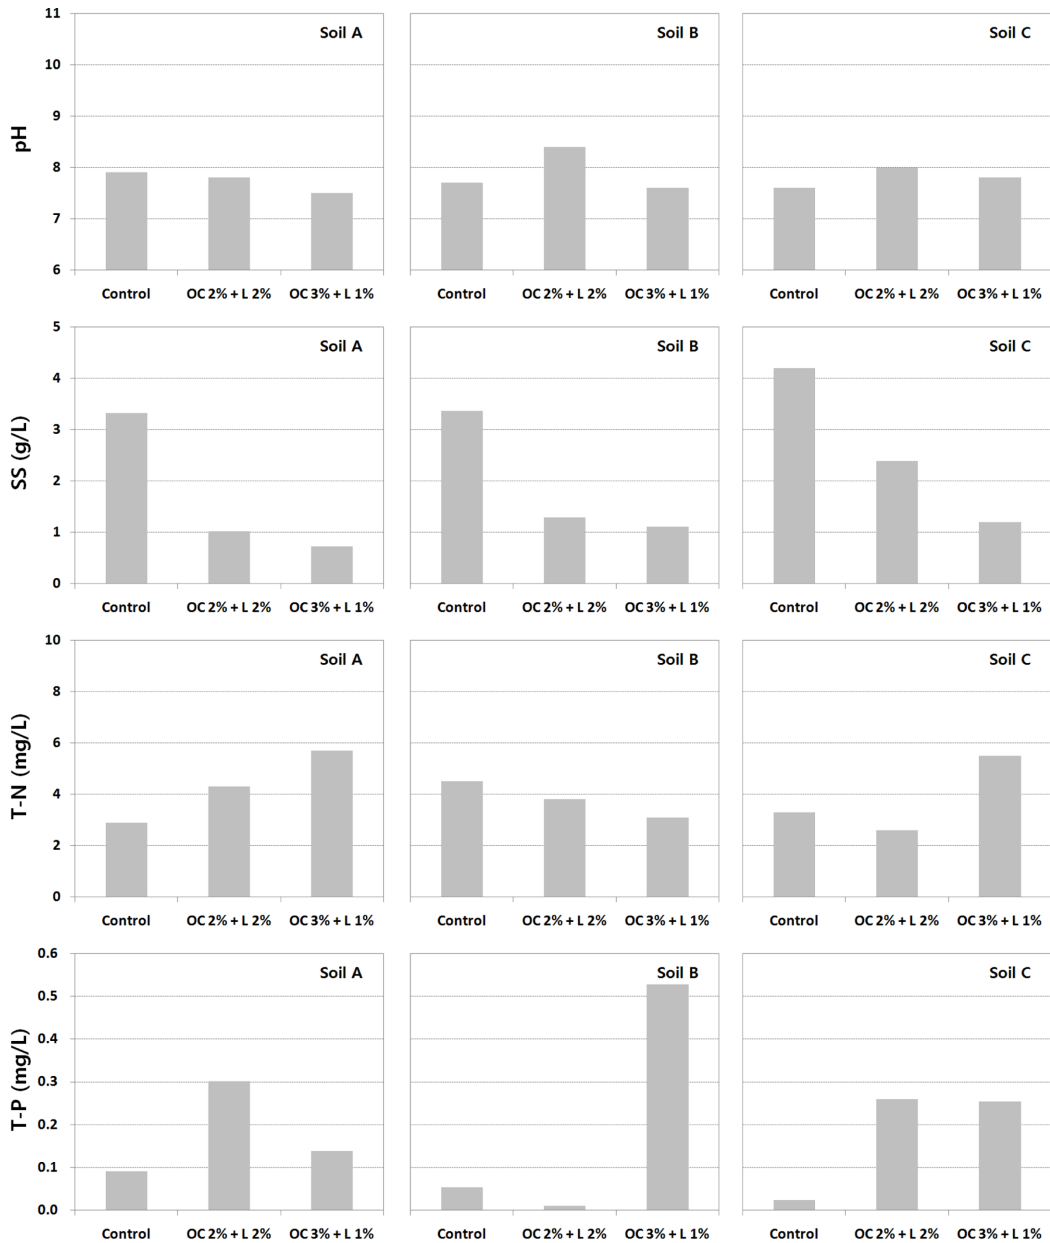 11
10
9
8
7
6
pH
Soil A
Soil B
Soil C
Control OC 2% + L 2% OC 3% + L 1%
Control OC 2% + L 2% OC 3% + L 1%
Control OC 2% + L 2% OC 3% + L 1%
5
4
3
2
1
0
SS (g/L)
Soil A
Soil B
Soil C
Control OC 2% + L 2% OC 3% + L 1%
Control OC 2% + L 2% OC 3% + L 1%
Control OC 2% + L 2% OC 3% + L 1%
10
8
6
4
2
0
T-N (mg/L)
Soil A
Soil B
Soil C
Control OC 2% + L 2% OC 3% + L 1%
Control OC 2% + L 2% OC 3% + L 1%
Control OC 2% + L 2% OC 3% + L 1%
0.6
0.5
0.4
0.3
0.2
0.1
0.0
T-P (mg/L)
Soil A
Soil B
Soil C
Control OC 2% + L 2% OC 3% + L 1%
Control OC 2% + L 2% OC 3% + L 1%
Control OC 2% + L 2% OC 3% + L 1%